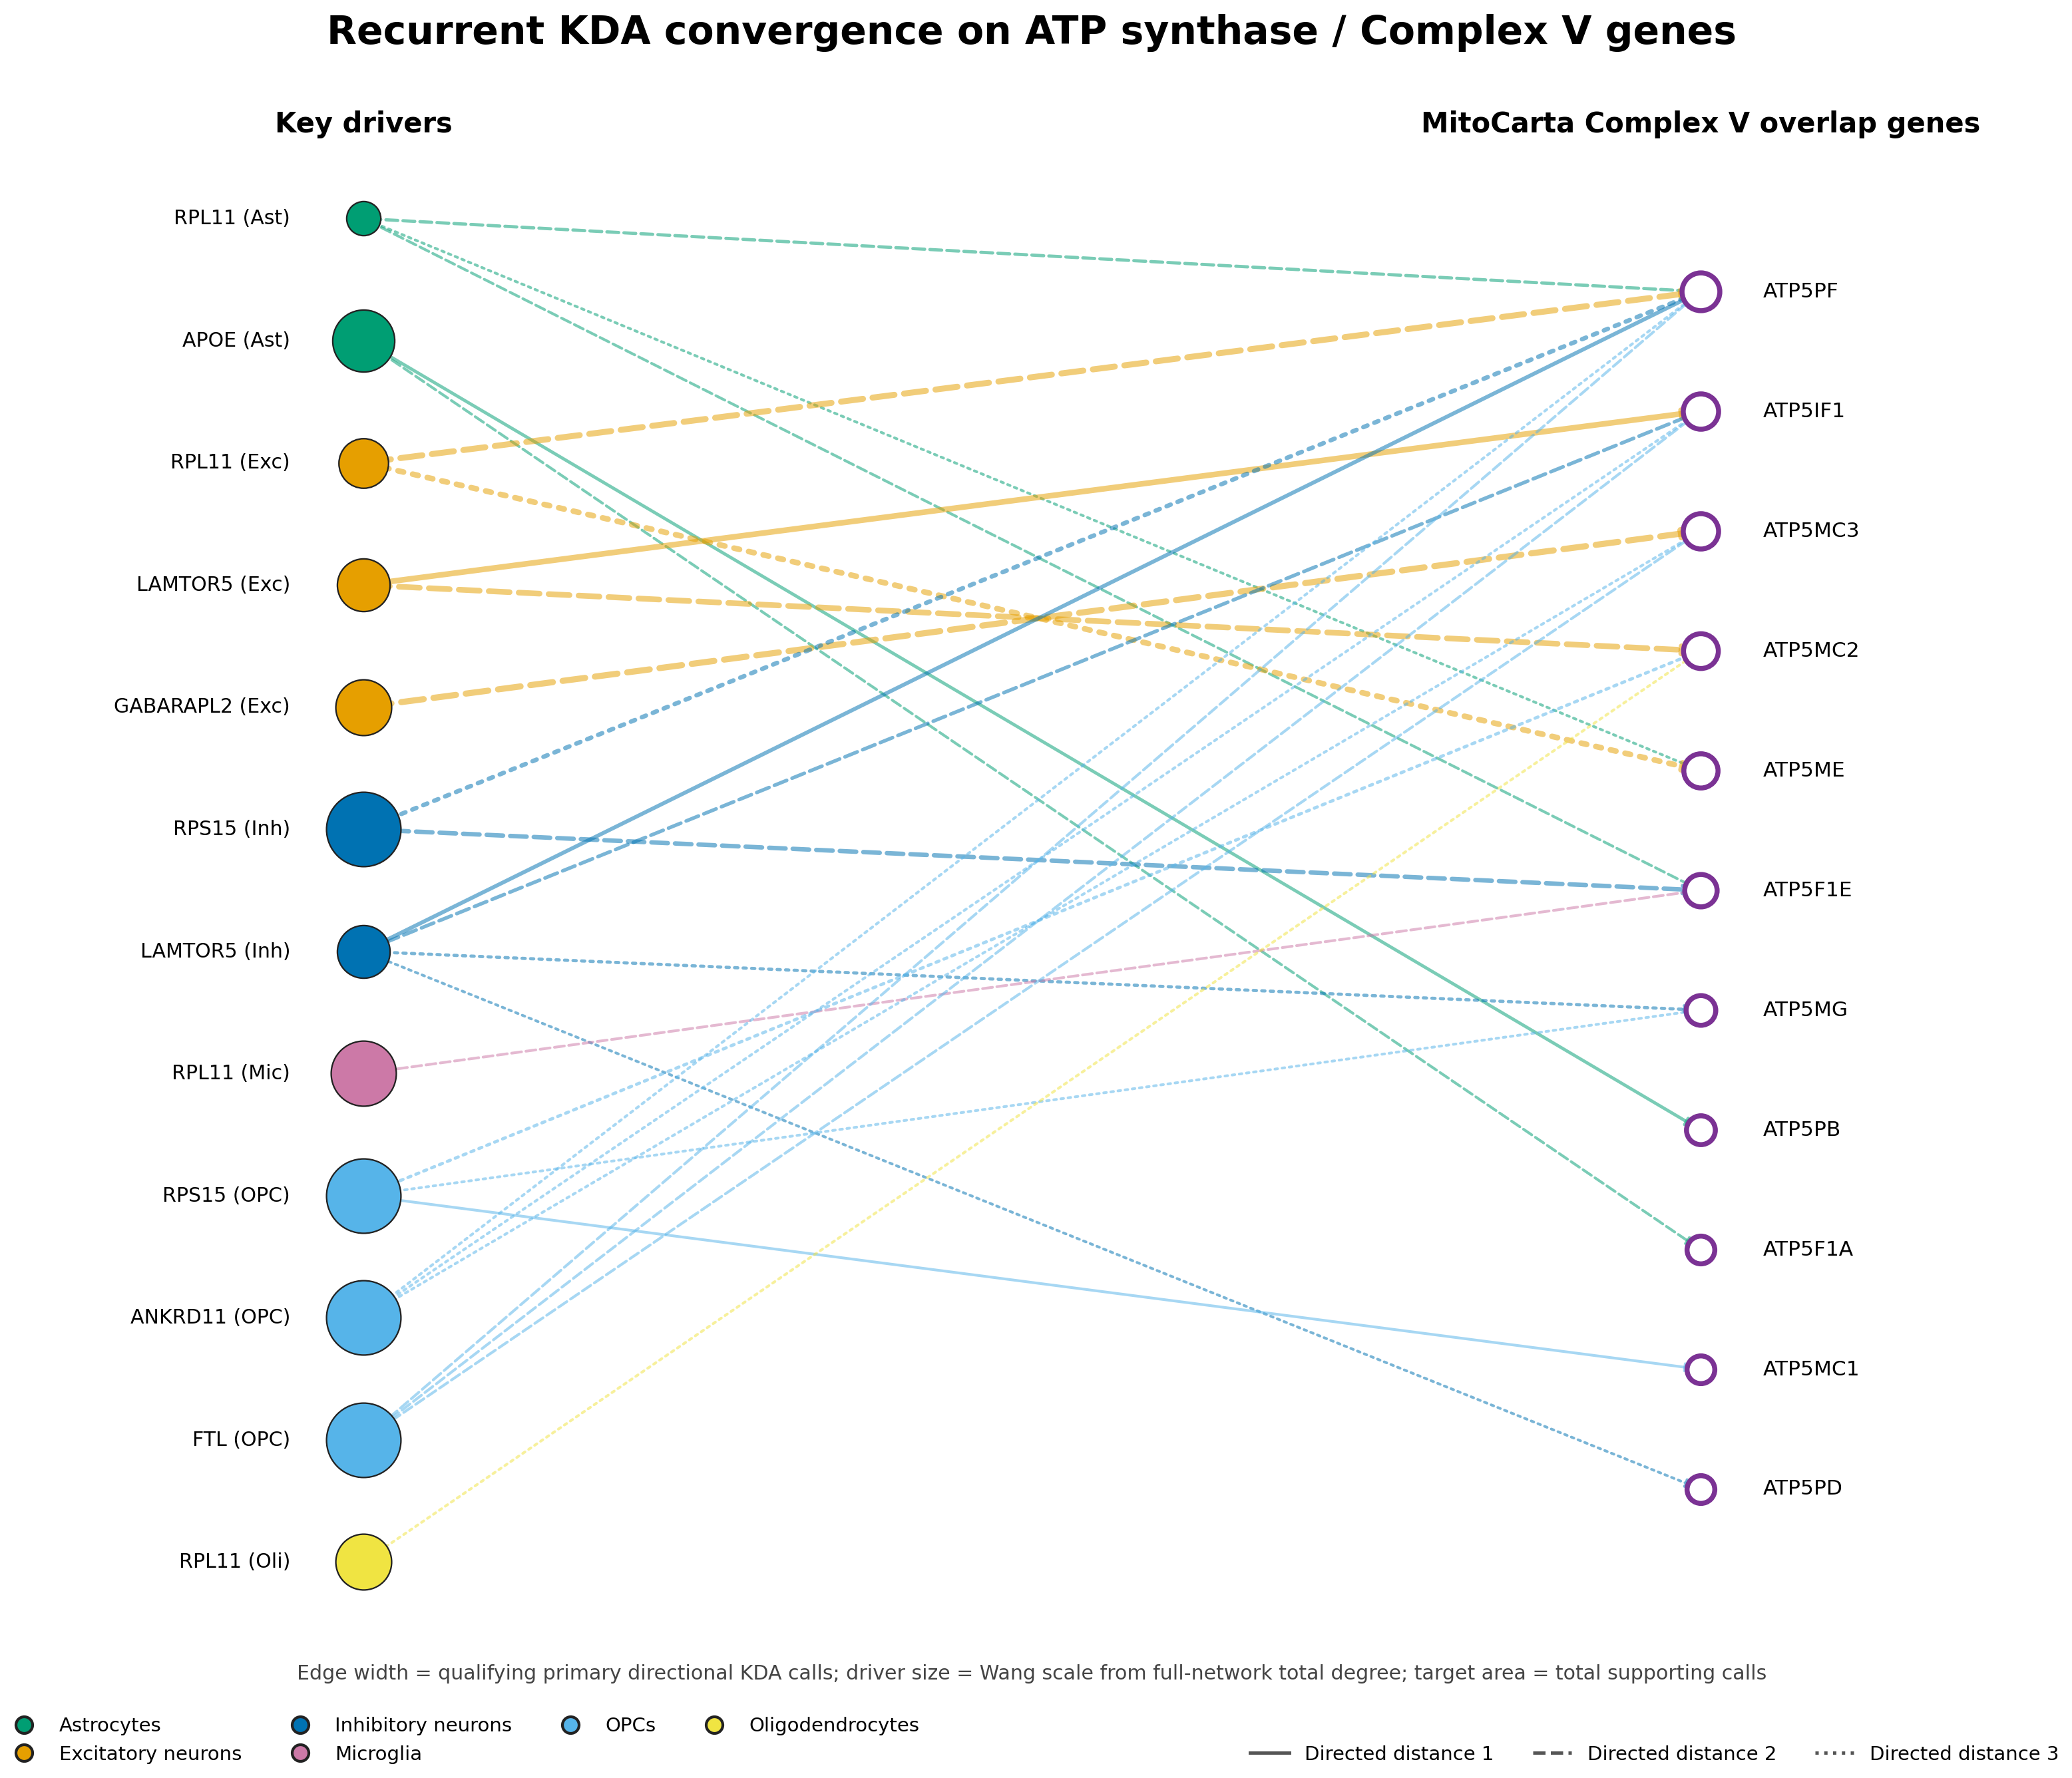 Recurrent KDA convergence on ATP synthase / Complex V genes
Key drivers
MitoCarta Complex V overlap genes
RPL11 (Ast)
APOE (Ast)
RPL11 (Exc)
LAMTOR5 (Exc)
GABARAPL2 (Exc)
RPS15 (Inh)
LAMTOR5 (Inh)
RPL11 (Mic)
RPS15 (OPC)
ANKRD11 (OPC)
FTL (OPC)
RPL11 (Oli)
ATP5PF
ATP5IF1
ATP5MC3
ATP5MC2
ATP5ME
ATP5F1E
ATP5MG
ATP5PB
ATP5F1A
ATP5MC1
ATP5PD
Edge width = qualifying primary directional KDA calls; driver size = Wang scale from full-network total degree; target area = total supporting calls
Astrocytes
Excitatory neurons
Inhibitory neurons
Microglia
OPCs
Oligodendrocytes
Directed distance 1
Directed distance 2
Directed distance 3